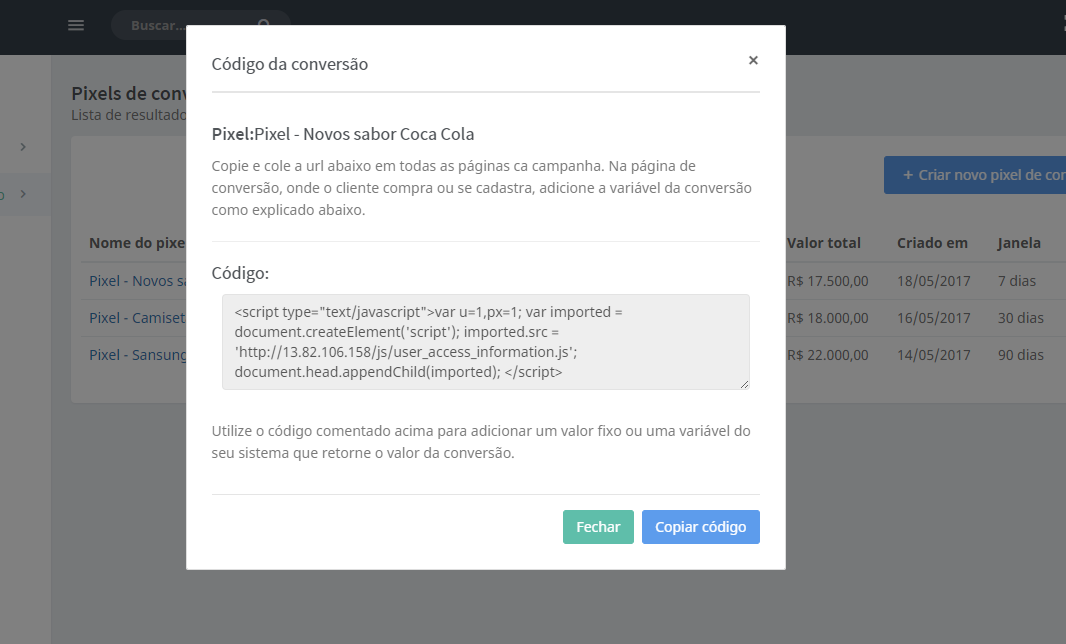 Buscar...
Código da conversão
×
Pixels de conv
Lista de resultado
Pixel:Pixel - Novos sabor Coca Cola
Copie e cole a url abaixo em todas as páginas ca campanha. Na página de
conversão, onde o cliente compra ou se cadastra, adicione a variável da conversão
como explicado abaixo.
+ Criar novo pixel de con
Nome do pixe
Valor total
Criado em
Janela
Código:
Pixel - Novos sa
R$ 17.500,00
18/05/2017
7 dias
Pixel - Camiset
R$ 18.000,00
16/05/2017
30 dias
Pixel - Sansung
R$ 22.000,00
14/05/2017
90 dias
<script type="text/javascript">var u=1,px=1; var imported =
document.createElement('script'); imported.src =
'http://13.82.106.158/js/user_access_information.js';
document.head.appendChild(imported); </script>
Utilize o código comentado acima para adicionar um valor fixo ou uma variável do
seu sistema que retorne o valor da conversão.
Fechar
Copiar código